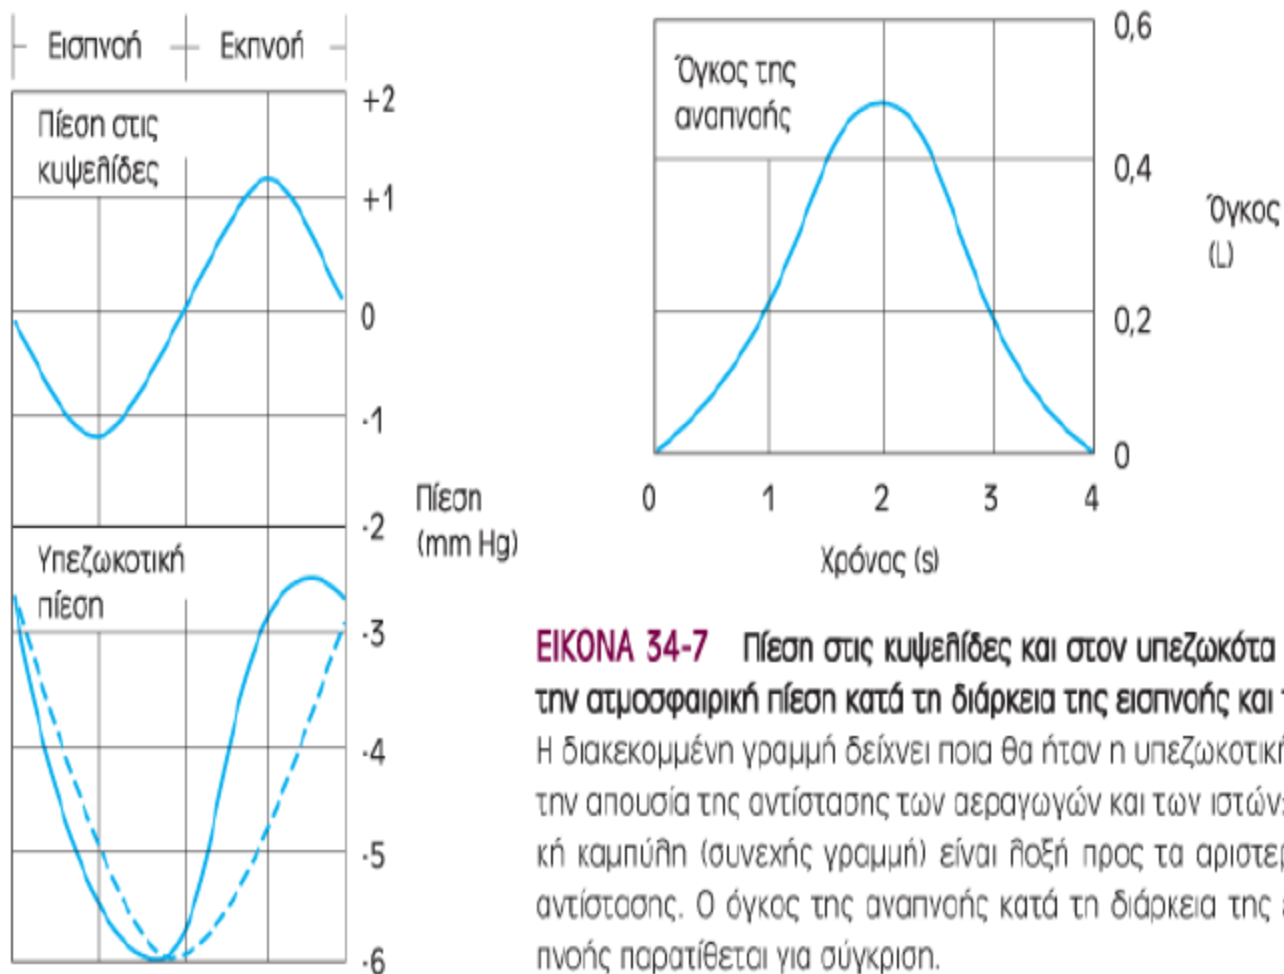 Εισπνοή Εκπνοή
Πίεση στις
κυψελίδες
+2
+1
0
-1
-2
Πίεση
(mm Hg)
Υπεζωκοτική
πίεση
-3
-4
-5
-6
Όγκος της
αναπνοής
0,6
0,4
0,2
0
Όγκος
(L)
0 1 2 3 4
Χρόνος (s)
ΕΙΚΟΝΑ 34-7 Πίεση στις κυψελίδες και στον υπεζωκότα
την ατμοσφαιρική πίεση κατά τη διάρκεια της εισπνοής και
Η διακεκομμένη γραμμή δείχνει ποια θα ήταν η υπεζωκοτική
την απουσία της αντίστασης των αεραγωγών και των ιστών:
κή καμπύλη (συνεχής γραμμή) είναι λοξή προς τα αριστερ
αντίστασης. Ο όγκος της αναπνοής κατά τη διάρκεια της
πνοής παρατίθεται για σύγκριση.